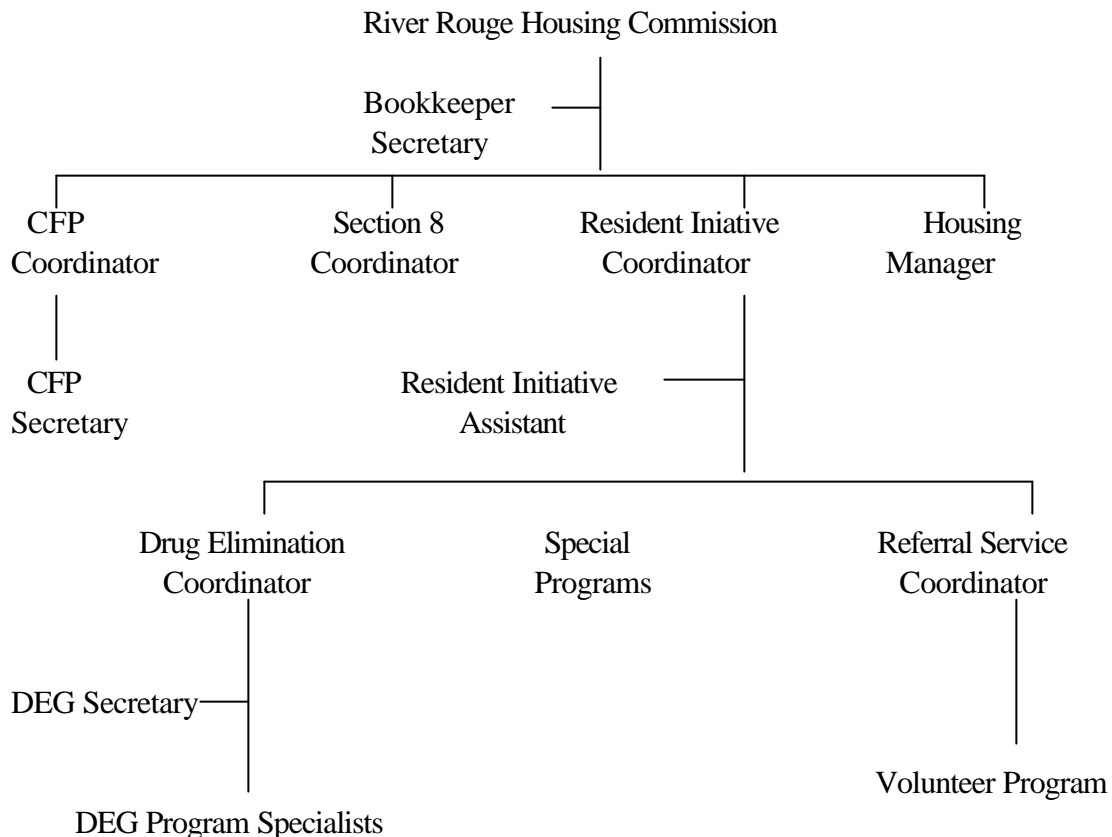 River Rouge Housing Commission
Bookkeeper
Secretary
CFP
Coordinator
Section 8
Coordinator
Resident Iniative
Coordinator
Housing
Manager
CFP
Secretary
Resident Initiative
Assistant
Drug Elimination
Coordinator
Special
Programs
Referral Service
Coordinator
DEG Secretary
Volunteer Program
DEG Program Specialists